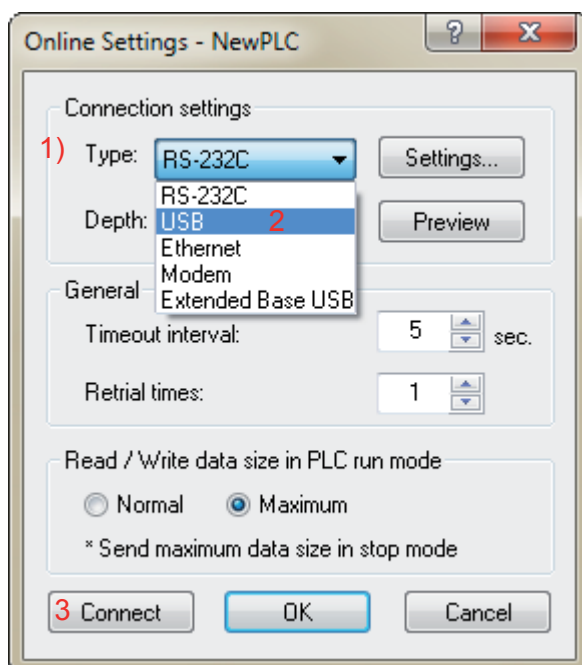 Online Settings - NewPLC
Connection settings
1) Type: RS-232C Settings...
RS-232C
Depth: USB 2 Preview
Ethernet
Modem
General Extended Base USB
Timeout interval: 5 sec.
Retrial times: 1
Read / Write data size in PLC run mode
Normal Maximum
* Send maximum data size in stop mode
3 Connect OK Cancel